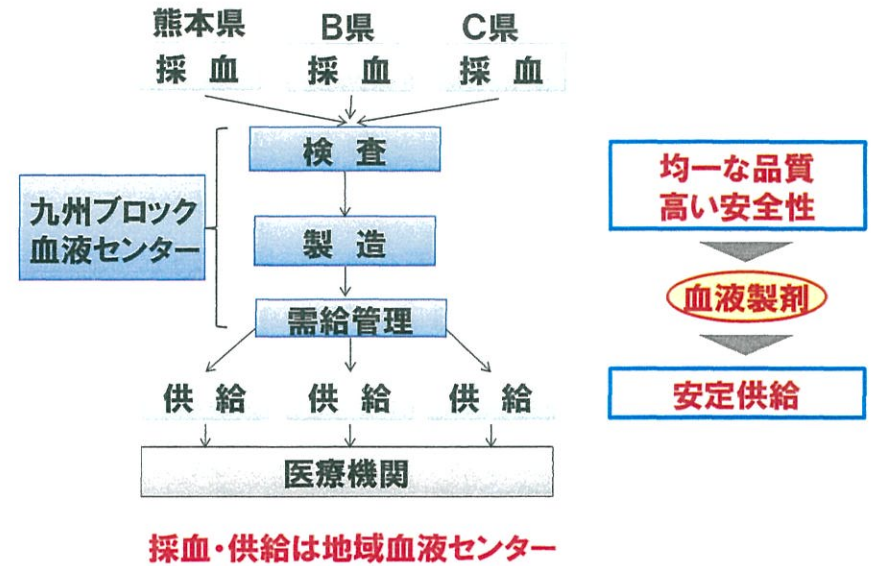 熊本県 B県 C県
採 血 採 血 採 血
検 査
九州ブロック
血液センター
製 造
需給管理
供 給 供 給 供 給
医療機関
採血・供給は地域血液センター
均一な品質
高い安全性
血液製剤
安定供給